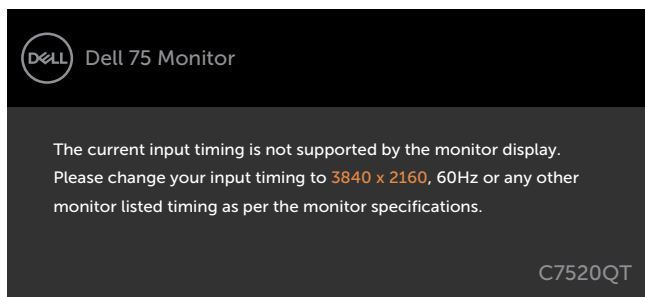 DELL
Dell 75 Monitor
The current input timing is not supported by the monitor display.
Please change your input timing to 3840 x 2160, 60Hz or any other
monitor listed timing as per the monitor specifications.
C7520QT